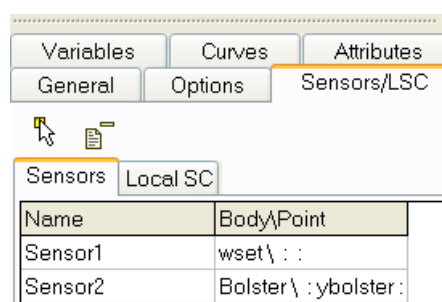 Variables Curves Attributes
General Options Sensors/LSC
Sensors Local SC
Name Body\Point
Sensor1 wset\ : :
Sensor2 Bolster\ : ybolster :